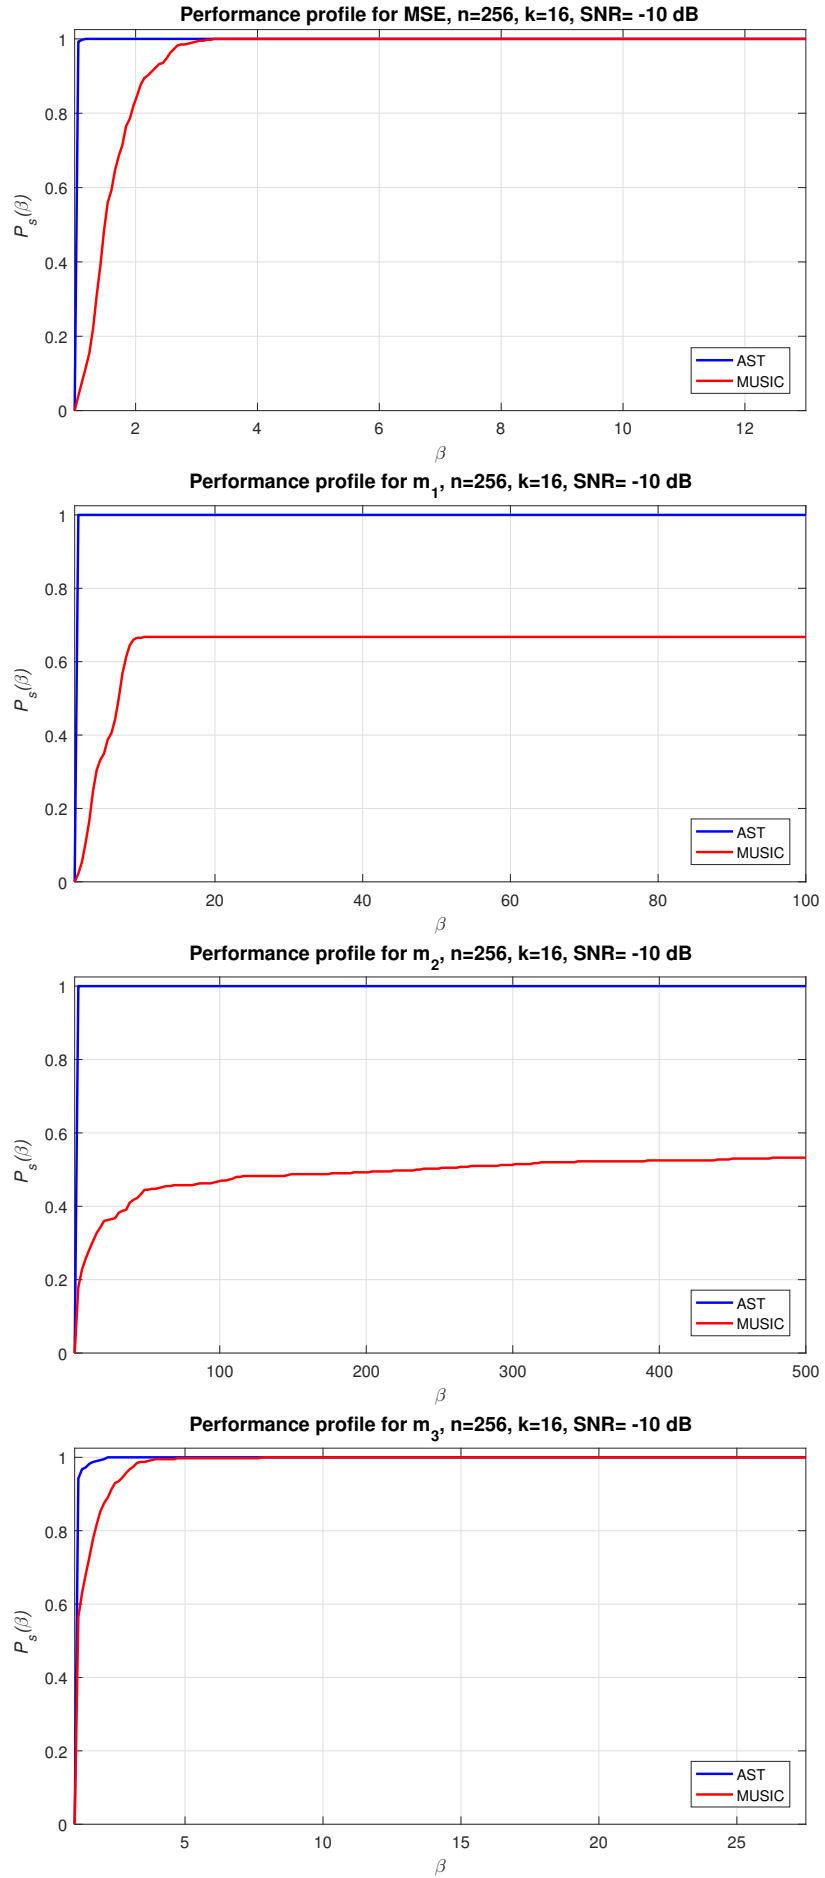 Performance profile for MSE, n=256, k=16, SNR= -10 dB
1
0.8
0.6
0.4
0.2
0
P_s(β)
2 4 6 8 10 12
β
AST
MUSIC
Performance profile for m_1, n=256, k=16, SNR= -10 dB
1
0.8
0.6
0.4
0.2
0
P_s(β)
20 40 60 80 100
β
AST
MUSIC
Performance profile for m_2, n=256, k=16, SNR= -10 dB
1
0.8
0.6
0.4
0.2
0
P_s(β)
100 200 300 400 500
β
AST
MUSIC
Performance profile for m_3, n=256, k=16, SNR= -10 dB
1
0.8
0.6
0.4
0.2
0
P_s(β)
5 10 15 20 25
β
AST
MUSIC